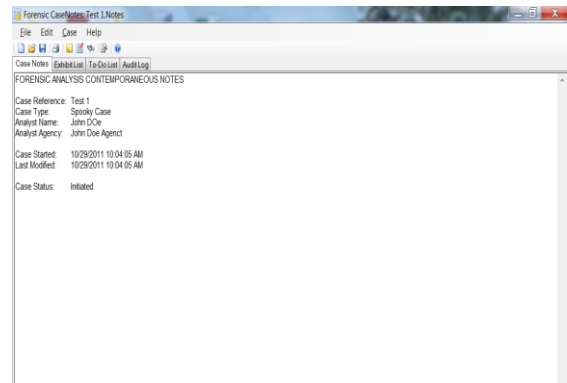 Forensic CaseNotes: Test 1.Notes
File Edit Case Help
Case Notes Exhibit List To-Do List Audit Log
FORENSIC ANALYSIS CONTEMPORANEOUS NOTES
Case Reference: Test 1
Case Type: Spooky Case
Analyst Name: John DOe
Analyst Agency: John Doe Agenct
Case Started: 10/29/2011 10:04:05 AM
Last Modified: 10/29/2011 10:04:05 AM
Case Status: Initiated